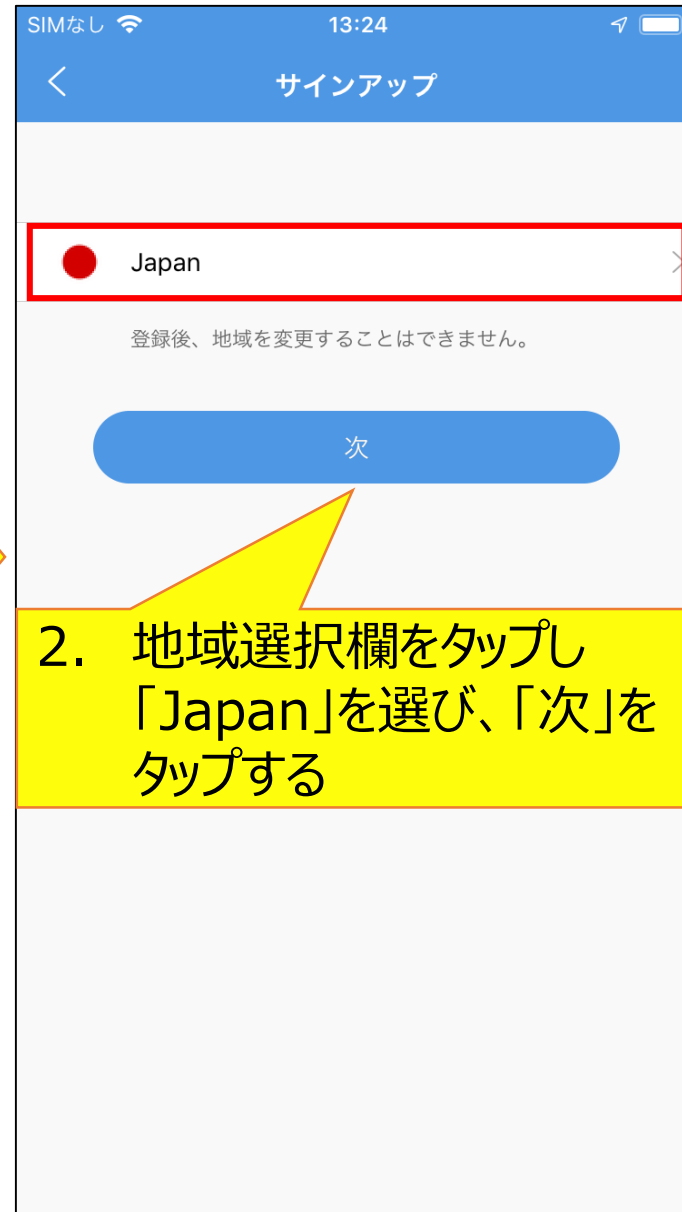 SIMなし 13:24
サインアップ
Japan
登録後、地域を変更することはできません。
次
2. 地域選択欄をタップし
「Japan」を選び、「次」を
タップする